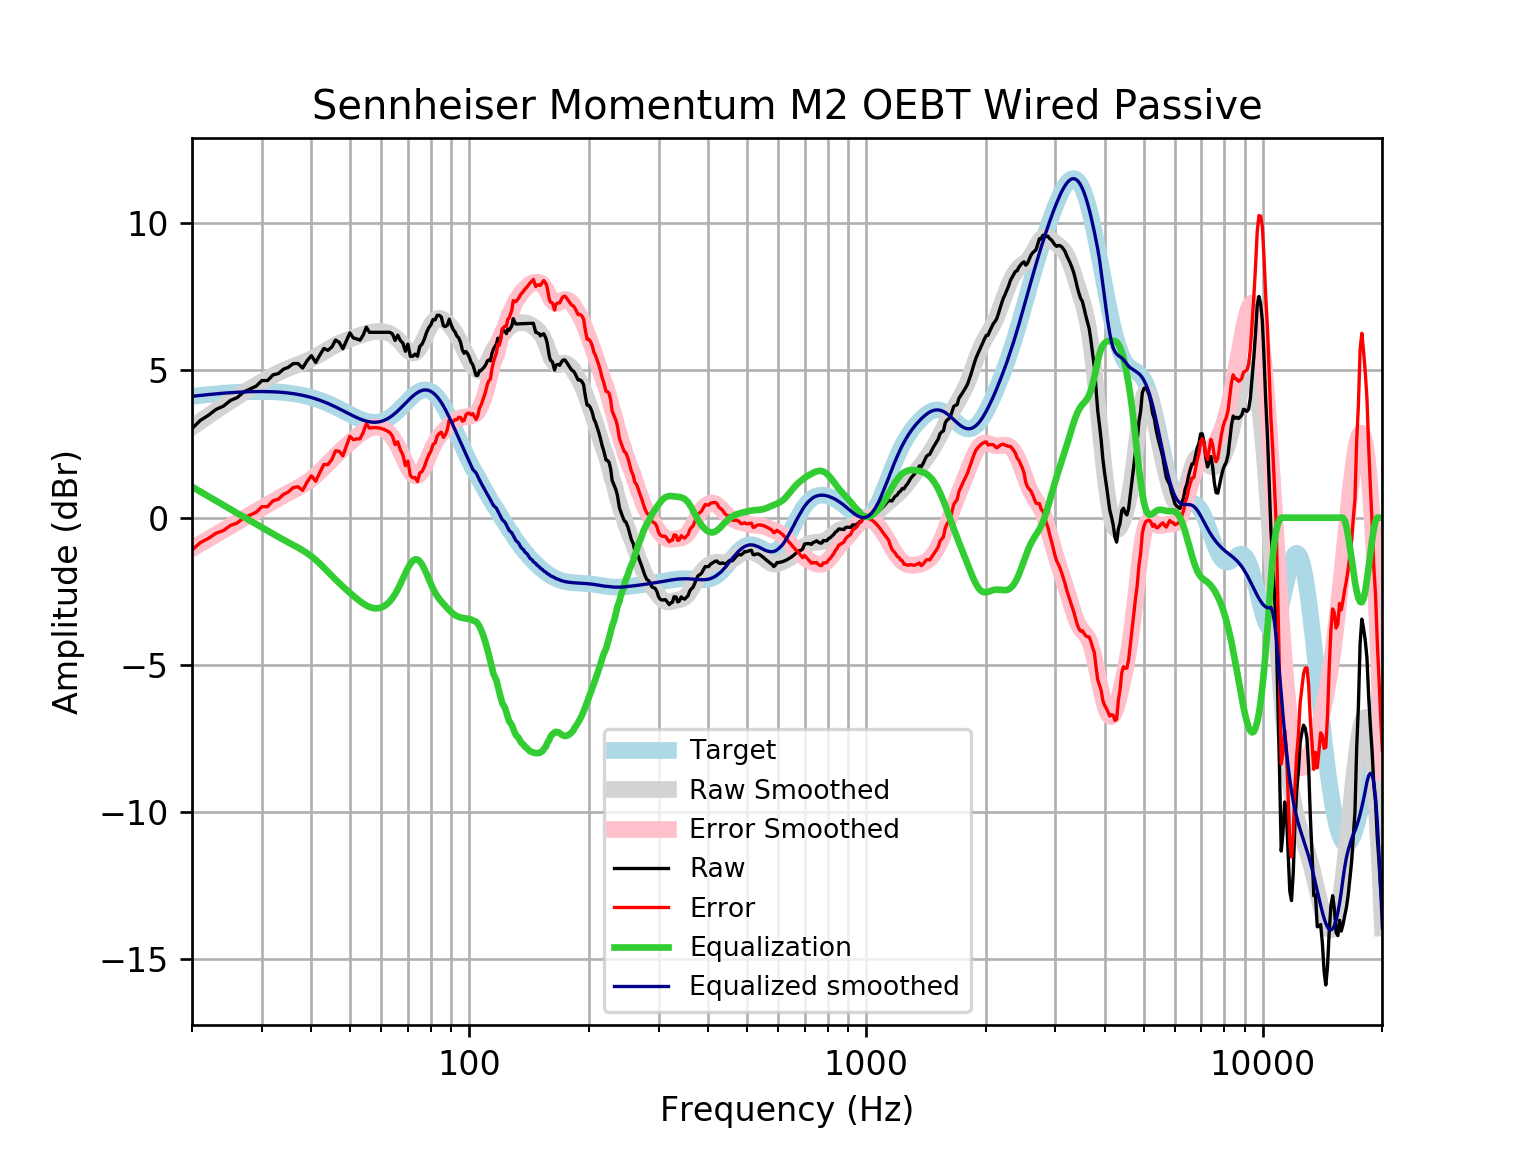 Sennheiser Momentum M2 OEBT Wired Passive
Amplitude (dBr)
10
5
0
−5
−10
−15
Target
Raw Smoothed
Error Smoothed
Raw
Error
Equalization
Equalized smoothed
100 1000 10000
Frequency (Hz)